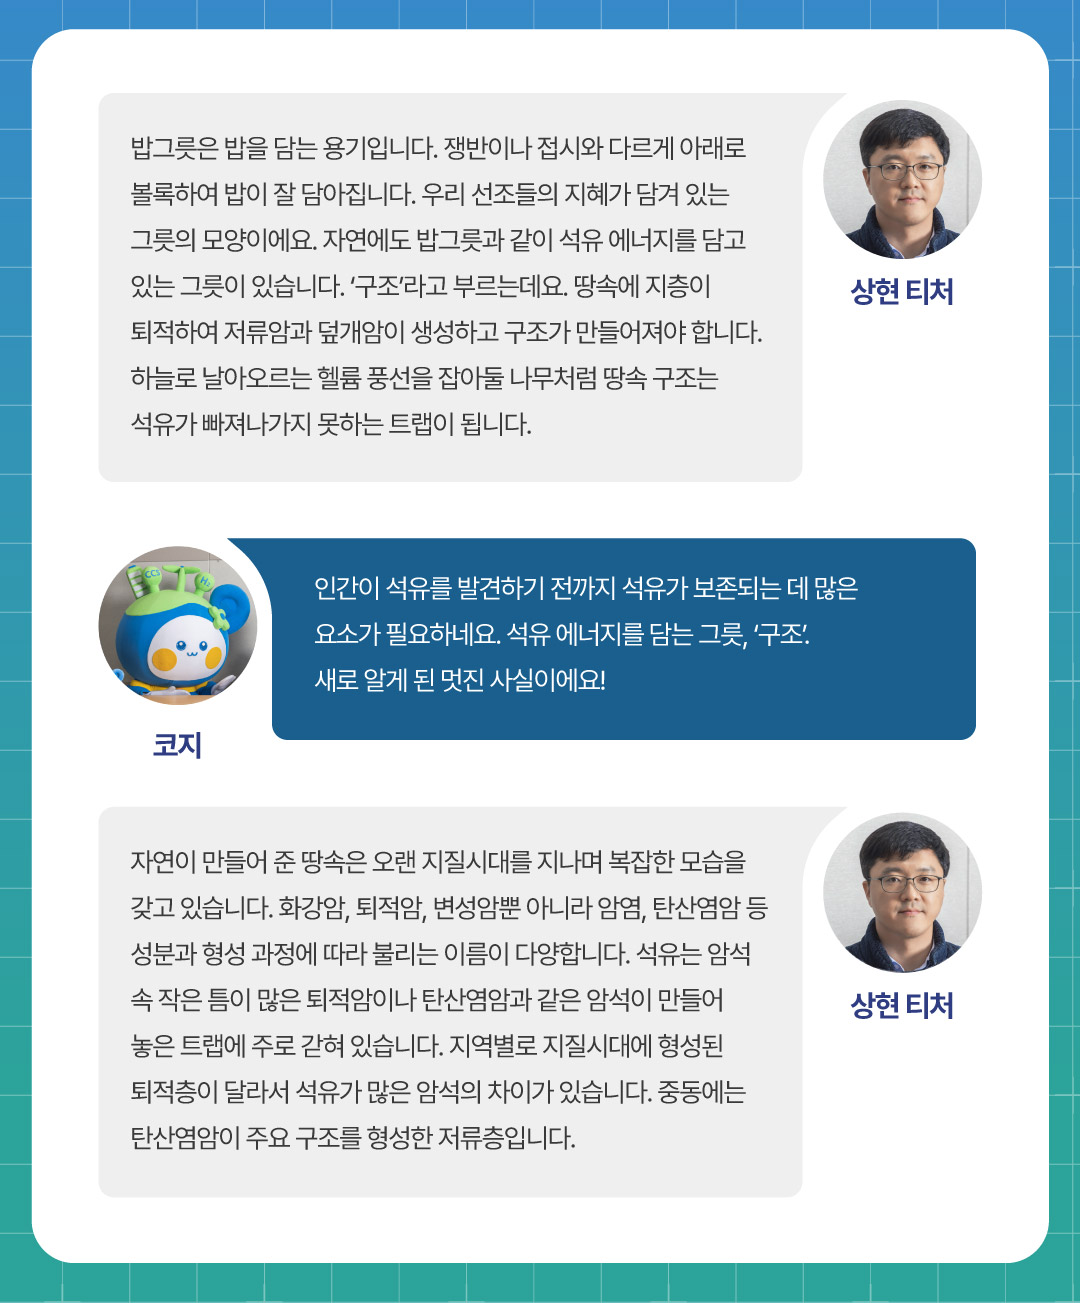 밥그릇은 밥을 담는 용기입니다. 쟁반이나 접시와 다르게 아래로
볼록하여 밥이 잘 담아집니다. 우리 선조들의 지혜가 담겨 있는
그릇의 모양이에요. 자연에도 밥그릇과 같이 석유 에너지를 담고
있는 그릇이 있습니다. ‘구조’라고 부르는데요. 땅속에 지층이
퇴적하여 저류암과 덮개암이 생성하고 구조가 만들어져야 합니다.
하늘로 날아오르는 헬륨 풍선을 잡아둘 나무처럼 땅속 구조는
석유가 빠져나가지 못하는 트랩이 됩니다.
상현 티처
CCS
H₂
인간이 석유를 발견하기 전까지 석유가 보존되는 데 많은
요소가 필요하네요. 석유 에너지를 담는 그릇, ‘구조’.
새로 알게 된 멋진 사실이에요!
코지
자연이 만들어 준 땅속은 오랜 지질시대를 지나며 복잡한 모습을
갖고 있습니다. 화강암, 퇴적암, 변성암뿐 아니라 암염, 탄산염암 등
성분과 형성 과정에 따라 불리는 이름이 다양합니다. 석유는 암석
속 작은 틈이 많은 퇴적암이나 탄산염암과 같은 암석이 만들어
놓은 트랩에 주로 갇혀 있습니다. 지역별로 지질시대에 형성된
퇴적층이 달라서 석유가 많은 암석의 차이가 있습니다. 중동에는
탄산염암이 주요 구조를 형성한 저류층입니다.
상현 티처